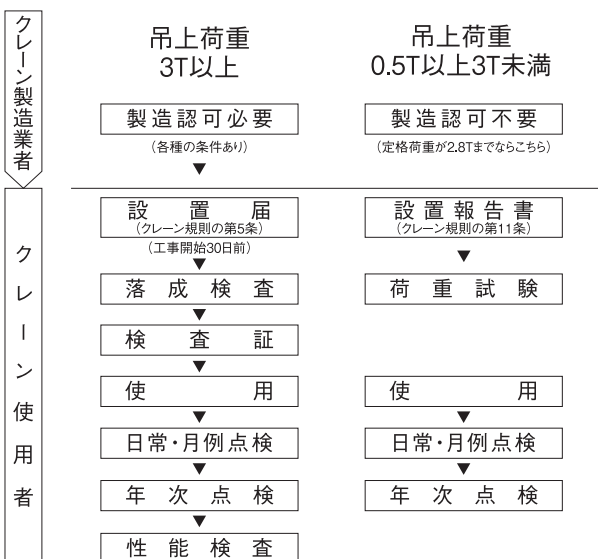 クレーン製造業者
吊上荷重
3T以上
製造認可必要
(各種の条件あり)
▼
吊上荷重
0.5T以上3T未満
製造認可不要
(定格荷重が2.8Tまでならこちら)
クレーン使用者
設置届
(クレーン規則の第5条)
(工事開始30日前)
▼
落成検査
▼
検査証
▼
使用
▼
日常・月例点検
▼
年次点検
▼
性能検査
設置報告書
(クレーン規則の第11条)
▼
荷重試験
使用
▼
日常・月例点検
▼
年次点検